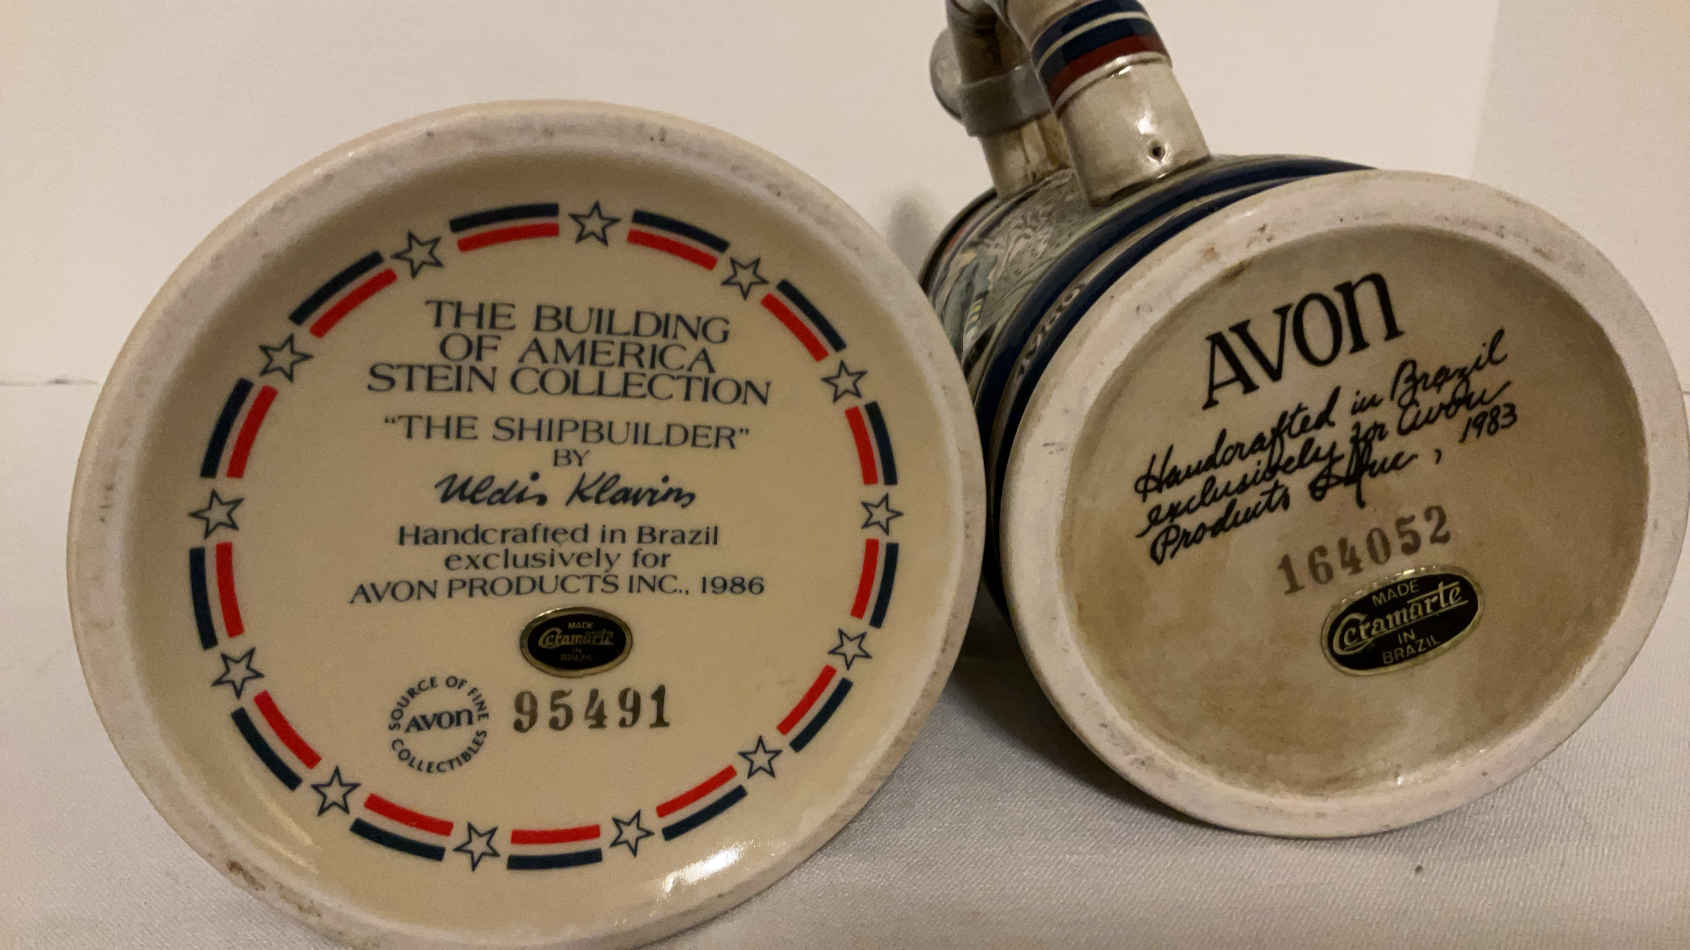 THE BUILDING
OF AMERICA
STEIN COLLECTION
"THE SHIPBUILDER"
BY
Uldis Klavins
Handcrafted in Brazil
exclusively for
AVON PRODUCTS INC., 1986
MADE
Ceramarte
IN
BRAZIL
SOURCE OF FINE
AVON
COLLECTIBLES
95491
AVON
AVON
Handcrafted in Brazil
exclusively for Avon
Products , 1983
164052
MADE
Ceramarte
IN
BRAZIL